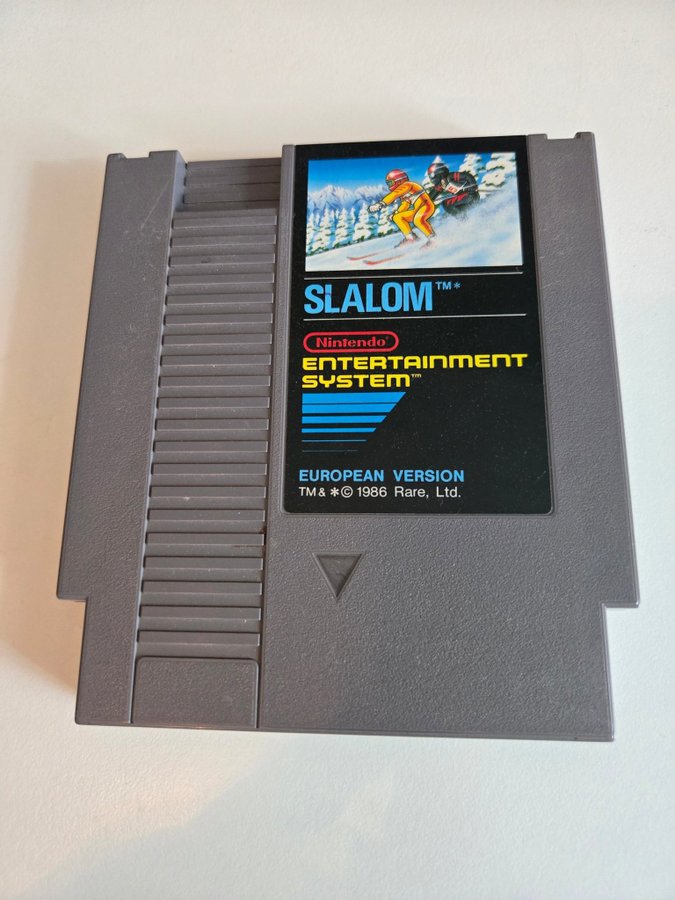 SLALOM™*
Nintendo®
ENTERTAINMENT
SYSTEM™
EUROPEAN VERSION
TM & *© 1986 Rare, Ltd.